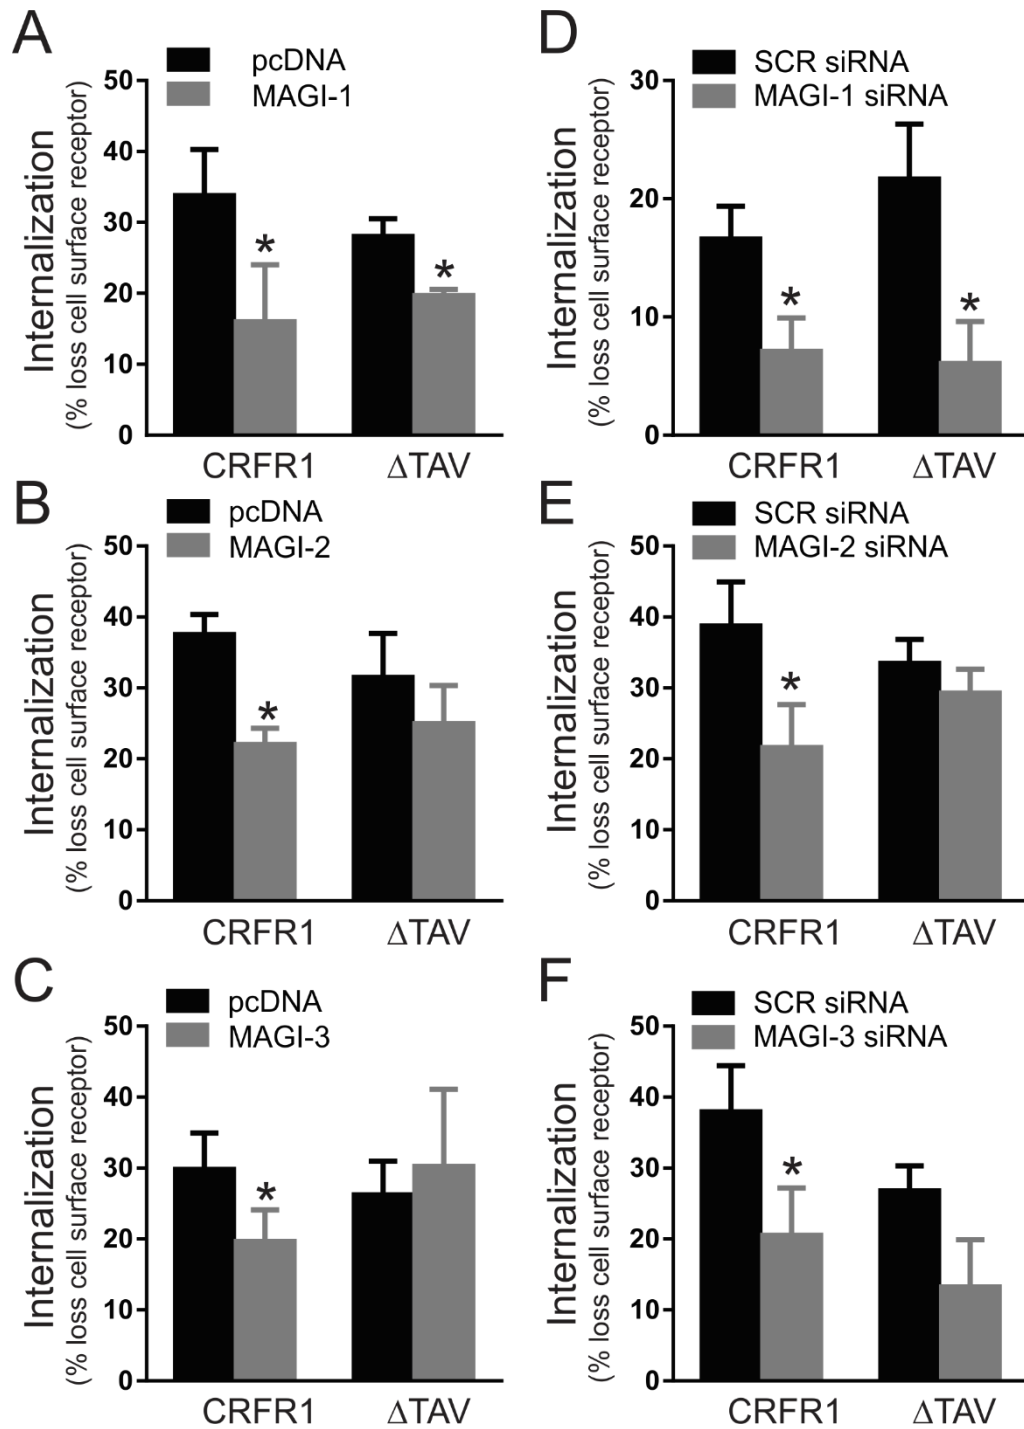 A
pcDNA
MAGI-1
Internalization
(% loss cell surface receptor)
50
40
30
20
10
0
*
*
CRFR1
ΔTAV
D
SCR siRNA
MAGI-1 siRNA
Internalization
(% loss cell surface receptor)
30
20
10
0
*
*
CRFR1
ΔTAV
B
pcDNA
MAGI-2
Internalization
(% loss cell surface receptor)
50
40
30
20
10
0
*
CRFR1
ΔTAV
E
SCR siRNA
MAGI-2 siRNA
Internalization
(% loss cell surface receptor)
50
40
30
20
10
0
*
CRFR1
ΔTAV
C
pcDNA
MAGI-3
Internalization
(% loss cell surface receptor)
50
40
30
20
10
0
*
CRFR1
ΔTAV
F
SCR siRNA
MAGI-3 siRNA
Internalization
(% loss cell surface receptor)
50
40
30
20
10
0
*
CRFR1
ΔTAV